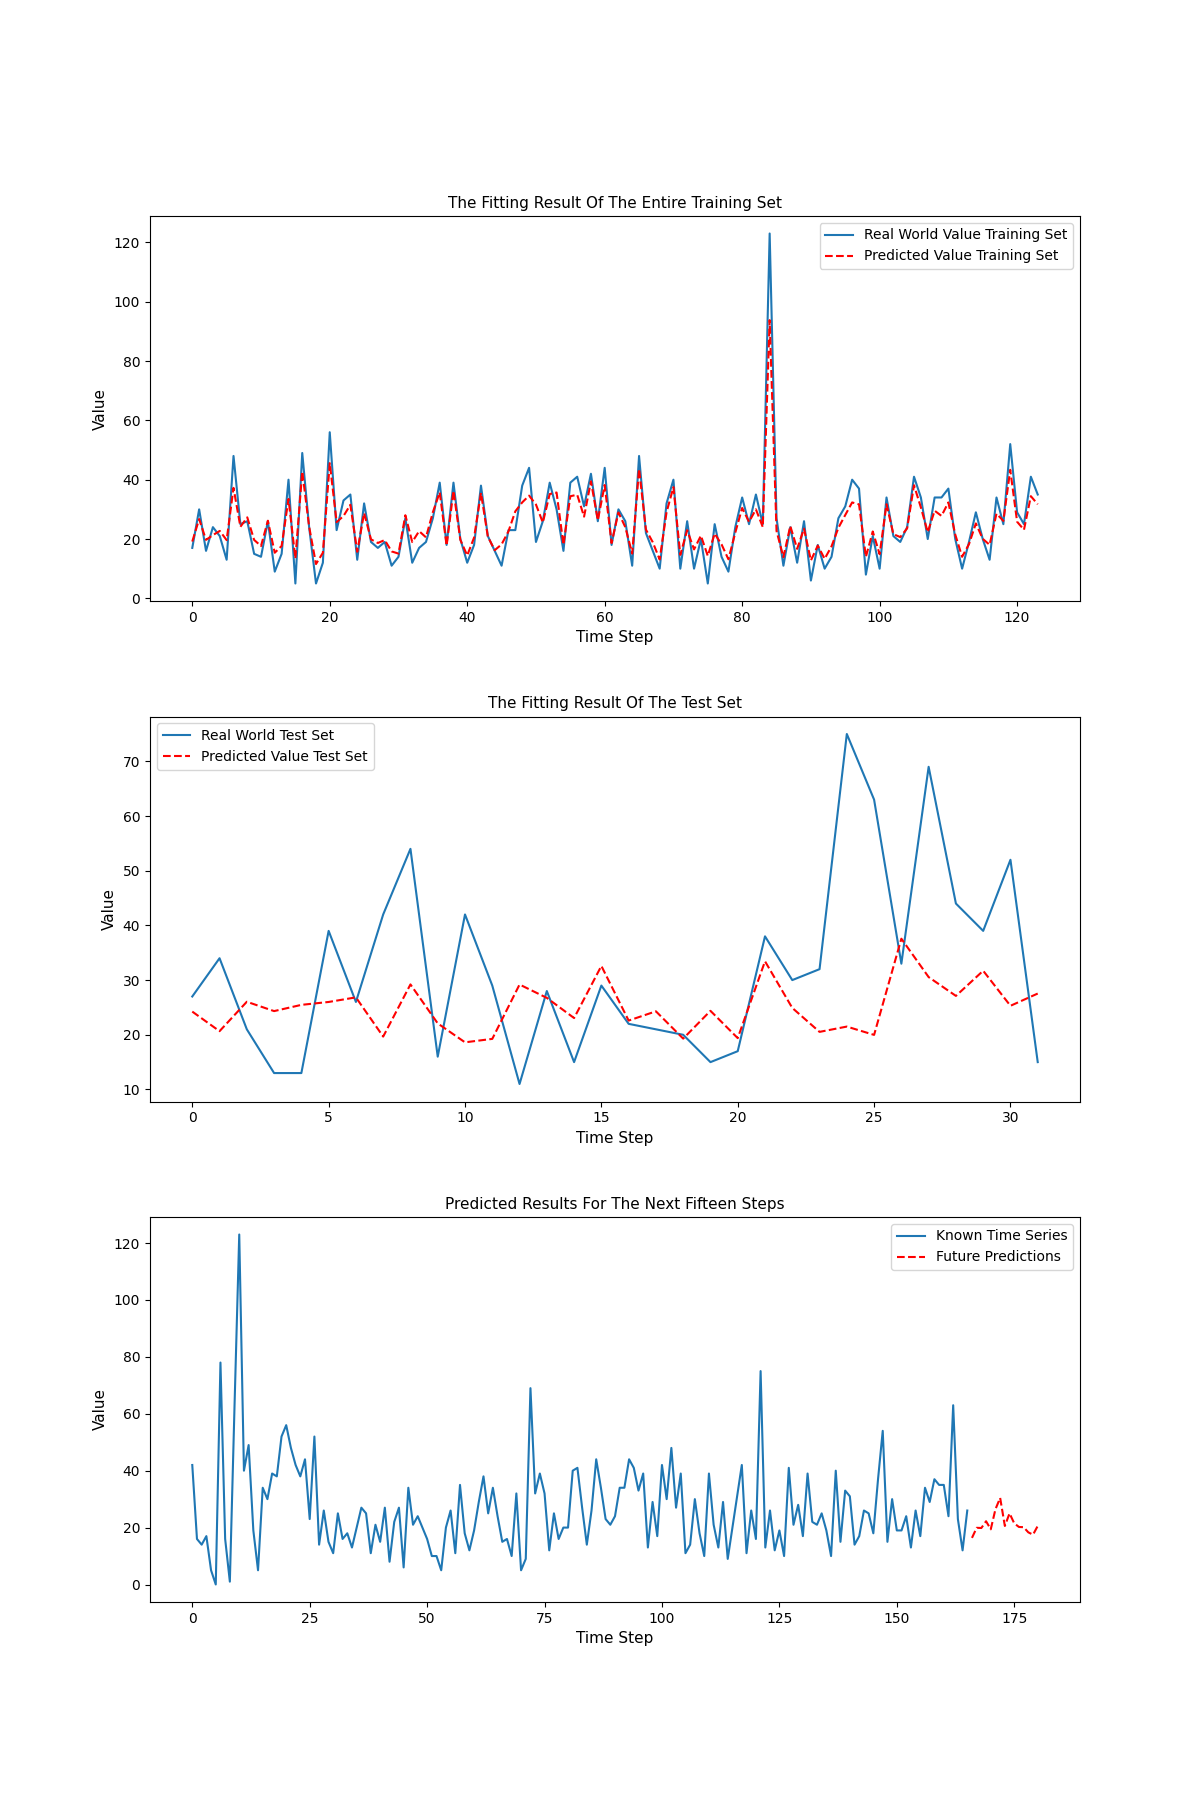 The Fitting Result Of The Entire Training Set
Real World Value Training Set
Predicted Value Training Set
Value
120
100
80
60
40
20
0
0 20 40 60 80 100 120
Time Step
The Fitting Result Of The Test Set
Real World Test Set
Predicted Value Test Set
Value
70
60
50
40
30
20
10
0 5 10 15 20 25 30
Time Step
Predicted Results For The Next Fifteen Steps
Known Time Series
Future Predictions
Value
120
100
80
60
40
20
0
0 25 50 75 100 125 150 175
Time Step